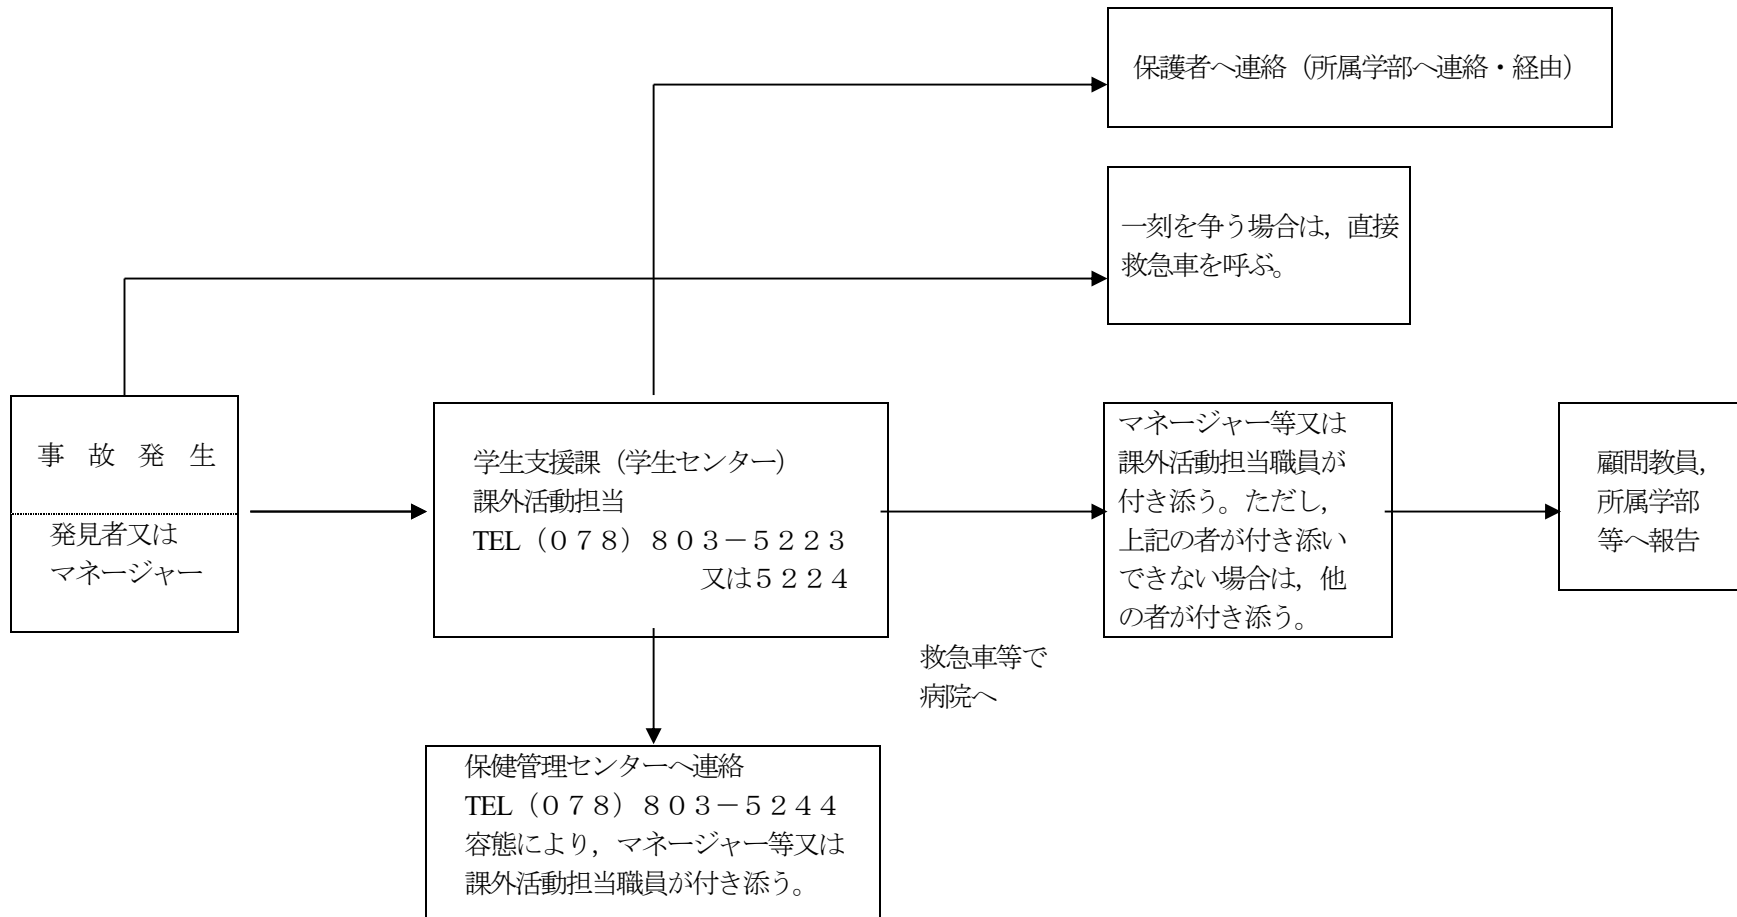 保護者へ連絡（所属学部へ連絡・経由）
一刻を争う場合は，直接
救急車を呼ぶ。
事　故　発　生
発見者又は
マネージャー
学生支援課（学生センター）
課外活動担当
TEL（０７８）８０３－５２２３
又は５２２４
マネージャー等又は
課外活動担当職員が
付き添う。ただし，
上記の者が付き添い
できない場合は，他
の者が付き添う。
顧問教員，
所属学部
等へ報告
救急車等で
病院へ
保健管理センターへ連絡
TEL（０７８）８０３－５２４４
容態により，マネージャー等又は
課外活動担当職員が付き添う。